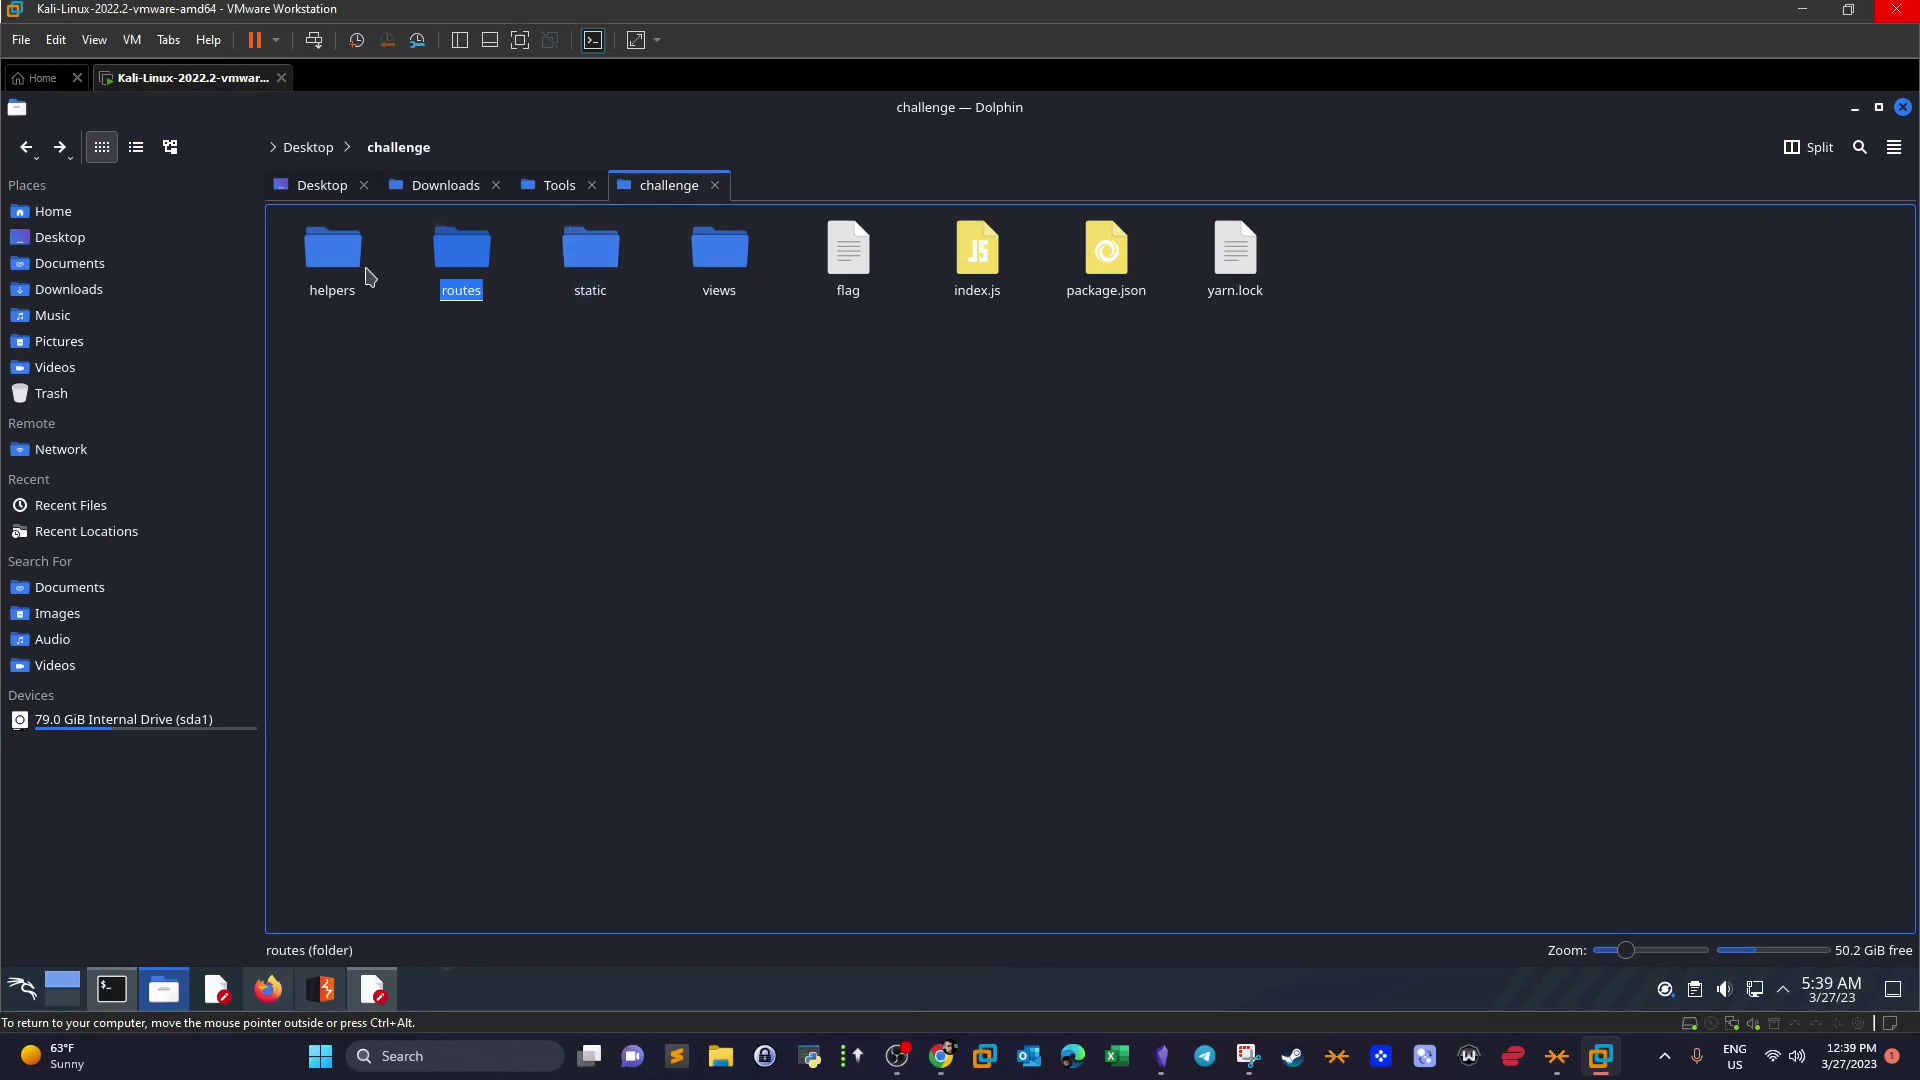 Kali-Linux-2022.2-vmware-amd64 - VMware Workstation
File Edit View VM Tabs Help
Home Kali-Linux-2022.2-vmwar...
challenge — Dolphin
Desktop challenge Split
Places
Desktop Downloads Tools challenge
Home
Desktop
Documents
Downloads
Music
Pictures
Videos
Trash
Remote
Network
Recent
Recent Files
Recent Locations
Search For
Documents
Images
Audio
Videos
Devices
79.0 GiB Internal Drive (sda1)
helpers routes static views flag index.js package.json yarn.lock
JS
routes (folder) Zoom: 50.2 GiB free
5:39 AM
3/27/23
To return to your computer, move the mouse pointer outside or press Ctrl+Alt.
63°F
Sunny
Search
ENG
US
12:39 PM
3/27/2023
1